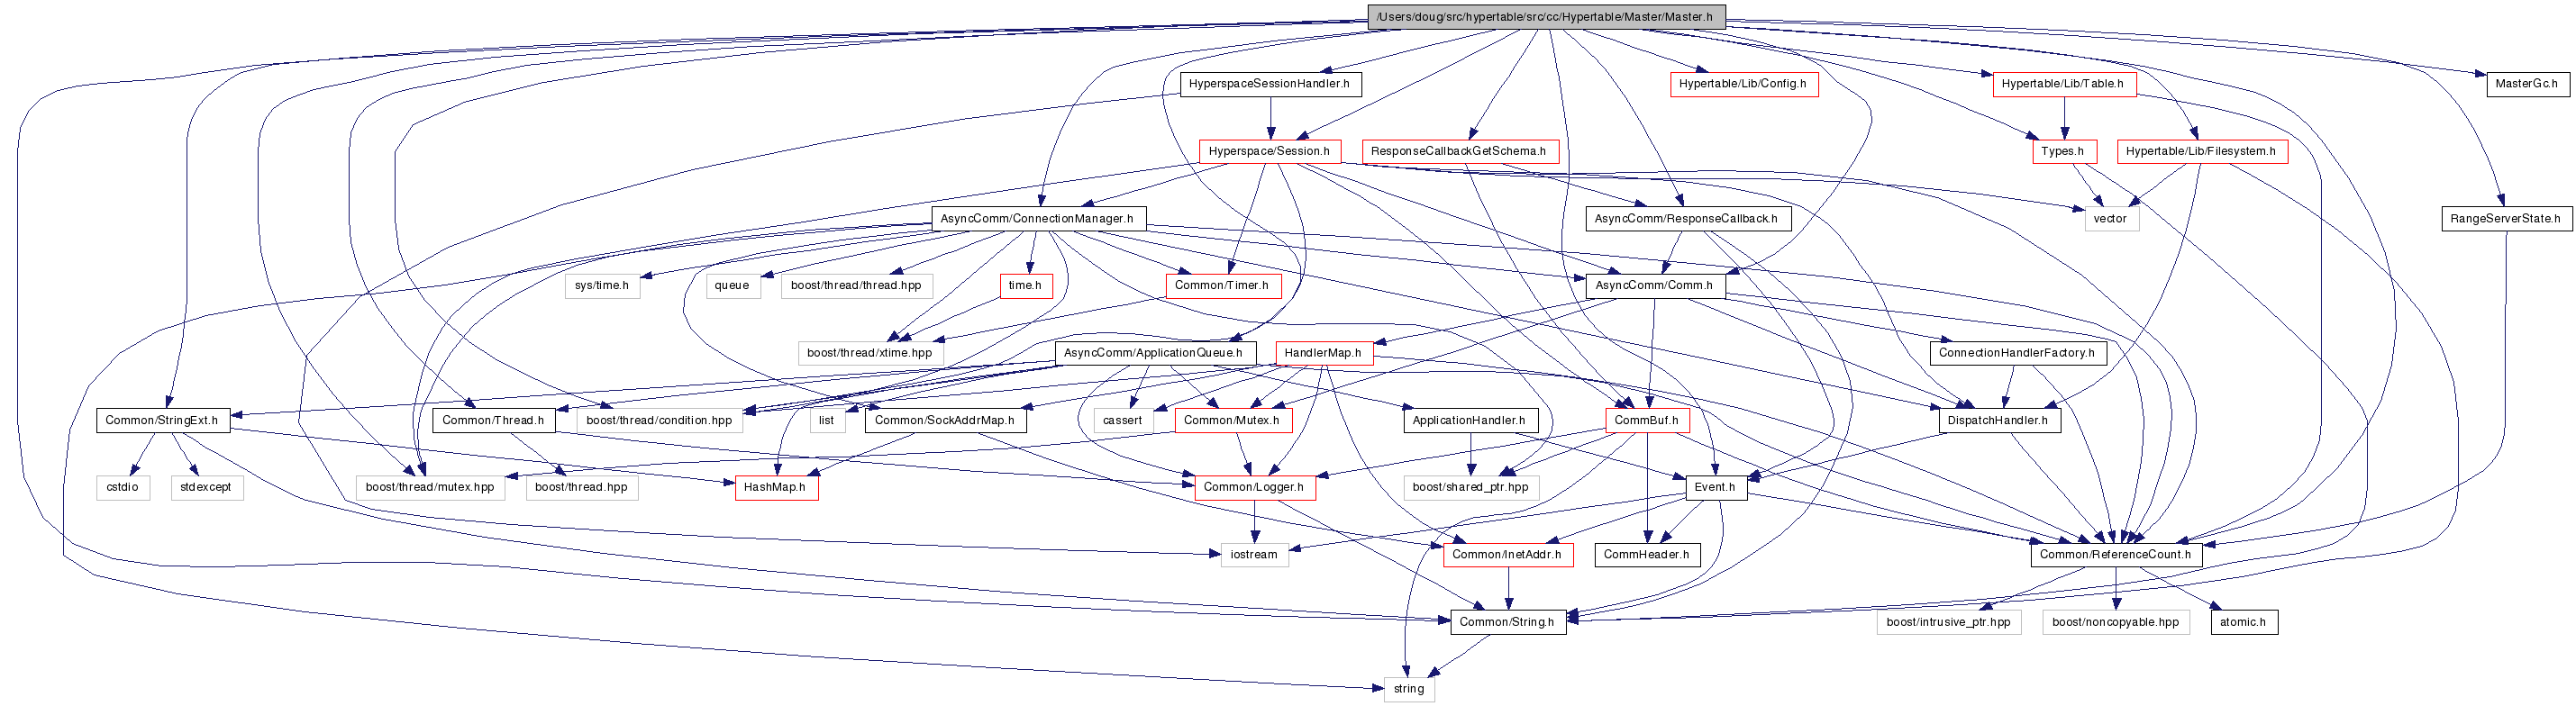 /Users/doug/src/hypertable/src/cc/Hypertable/Master/Master.h
HyperspaceSessionHandler.h
Hypertable/Lib/Config.h
Hypertable/Lib/Table.h
MasterGc.h
Hyperspace/Session.h
ResponseCallbackGetSchema.h
Types.h
Hypertable/Lib/Filesystem.h
AsyncComm/ConnectionManager.h
AsyncComm/ResponseCallback.h
vector
RangeServerState.h
sys/time.h
queue
boost/thread/thread.hpp
time.h
Common/Timer.h
AsyncComm/Comm.h
boost/thread/xtime.hpp
AsyncComm/ApplicationQueue.h
HandlerMap.h
ConnectionHandlerFactory.h
Common/StringExt.h
Common/Thread.h
boost/thread/condition.hpp
list
Common/SockAddrMap.h
cassert
Common/Mutex.h
ApplicationHandler.h
CommBuf.h
DispatchHandler.h
cstdio
stdexcept
boost/thread/mutex.hpp
boost/thread.hpp
HashMap.h
Common/Logger.h
boost/shared_ptr.hpp
Event.h
iostream
Common/InetAddr.h
CommHeader.h
Common/ReferenceCount.h
Common/String.h
boost/intrusive_ptr.hpp
boost/noncopyable.hpp
atomic.h
string